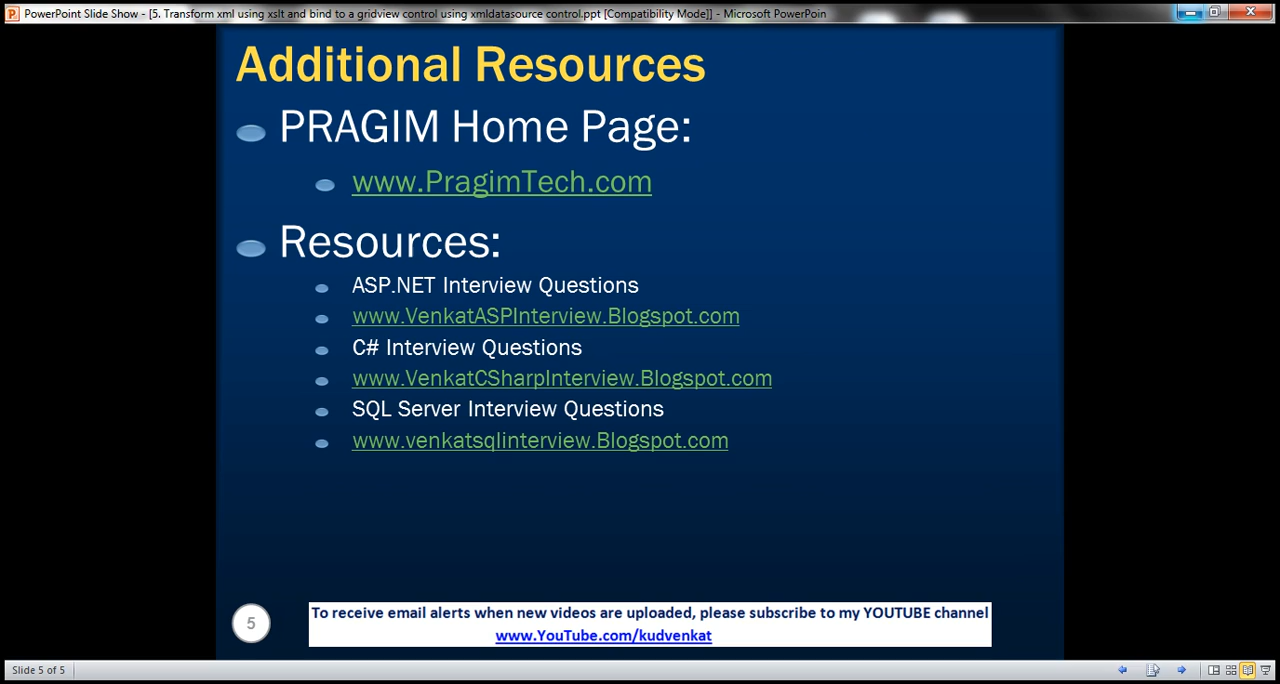 PowerPoint Slide Show - [5. Transform xml using xslt and bind to a gridview control using xmldatasource control.ppt [Compatibility Mode]] - Microsoft PowerPoin
Additional Resources
PRAGIM Home Page:
www.PragimTech.com
Resources:
ASP.NET Interview Questions
www.VenkatASPInterview.Blogspot.com
C# Interview Questions
www.VenkatCSharpInterview.Blogspot.com
SQL Server Interview Questions
www.venkatsqlinterview.Blogspot.com
5
To receive email alerts when new videos are uploaded, please subscribe to my YOUTUBE channel
www.YouTube.com/kudvenkat
Slide 5 of 5